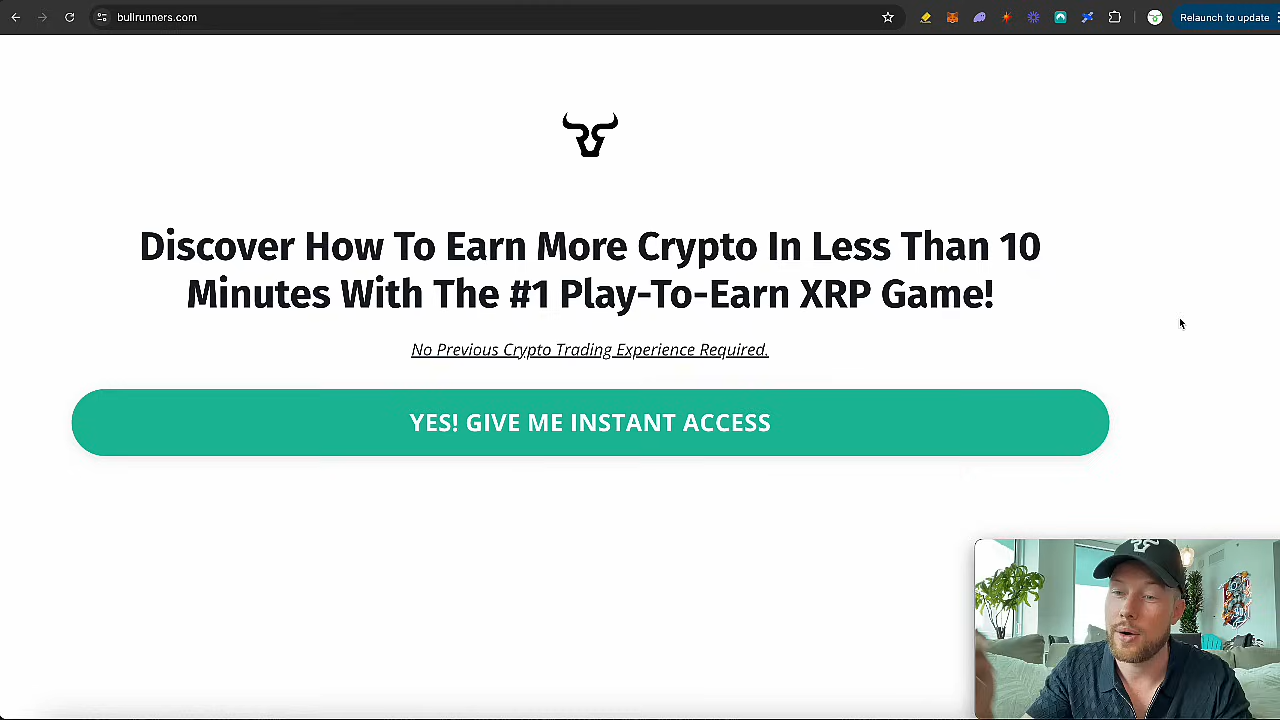 bullrunners.com
Relaunch to update
Discover How To Earn More Crypto In Less Than 10
Minutes With The #1 Play-To-Earn XRP Game!
No Previous Crypto Trading Experience Required.
YES! GIVE ME INSTANT ACCESS